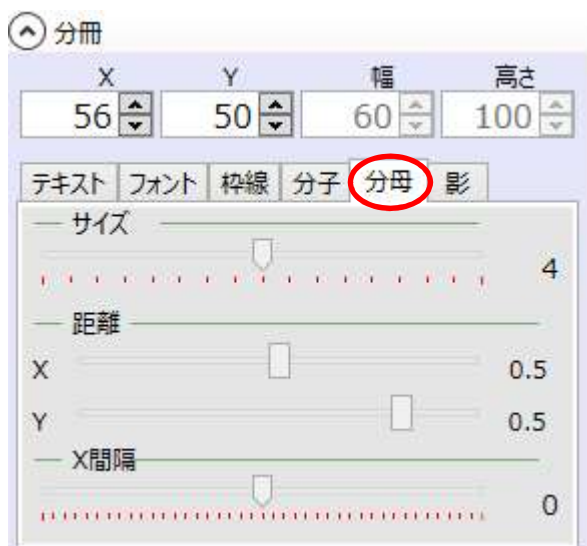 分冊
X Y 幅 高さ
56 50 60 100
テキスト フォント 枠線 分子 分母 影
サイズ
4
距離
X 0.5
Y 0.5
X間隔
0